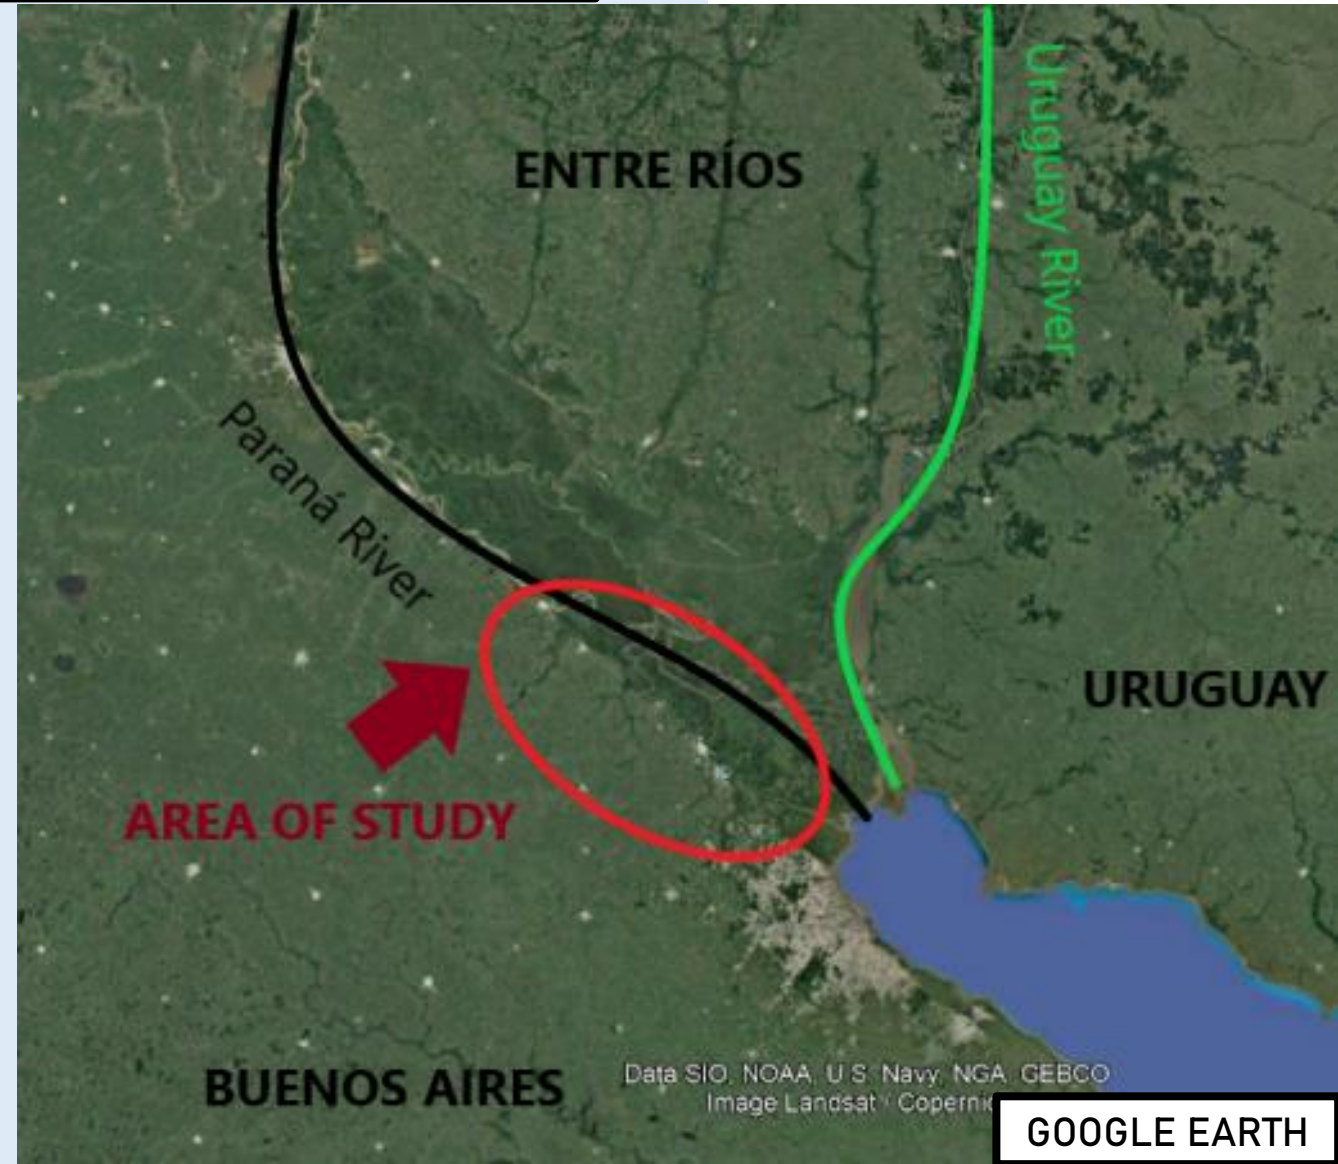 Uruguay River
ENTRE RÍOS
Paraná River
URUGUAY
AREA OF STUDY
BUENOS AIRES
Data SIO, NOAA, U.S. Navy, NGA, GEBCO
Image Landsat / Copernic
GOOGLE EARTH